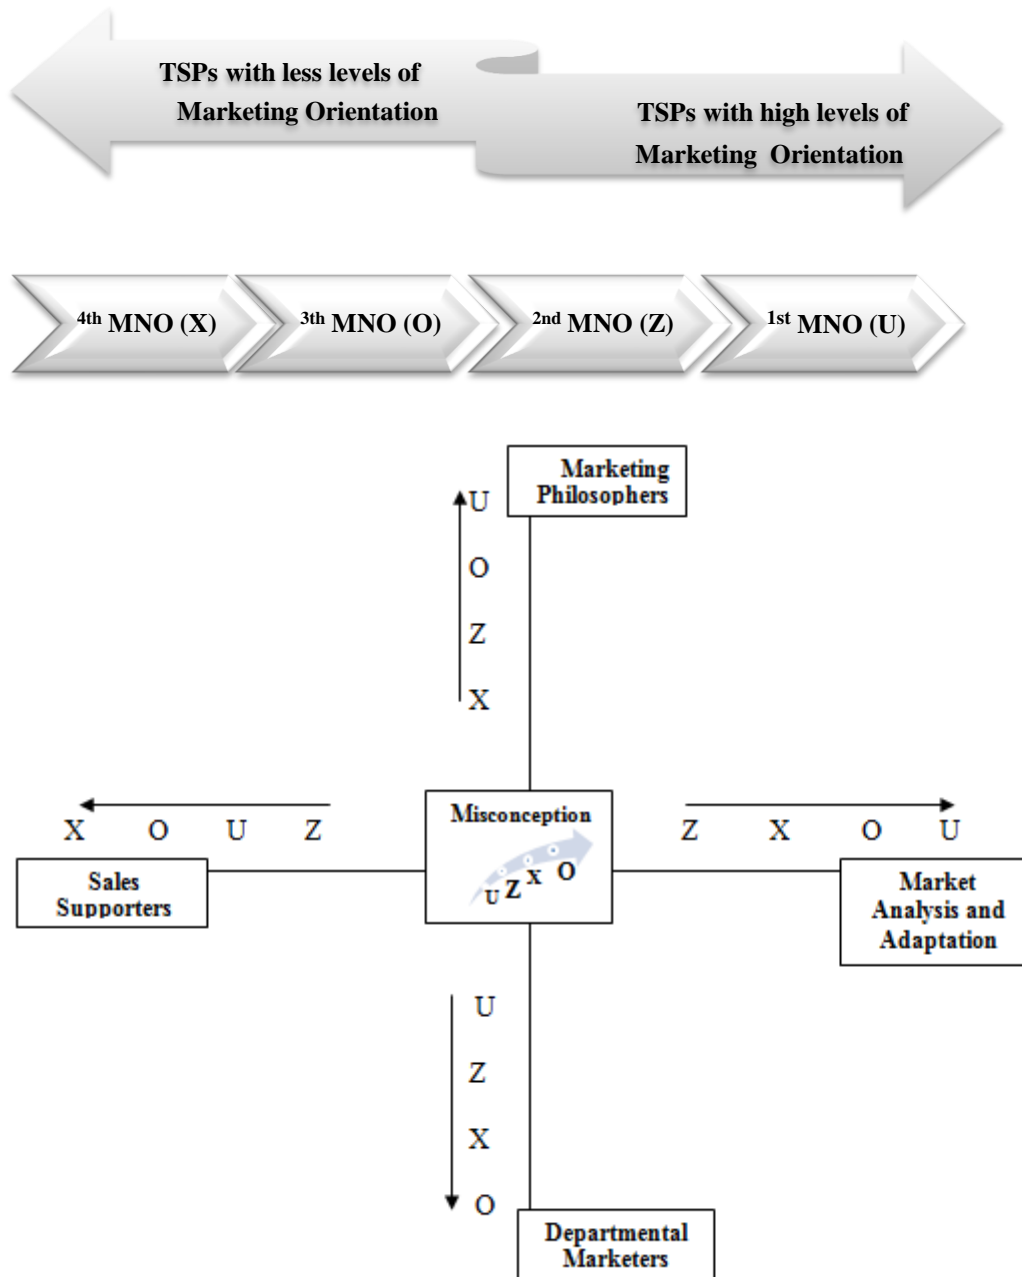 TSPs with less levels of
Marketing Orientation
TSPs with high levels of
Marketing Orientation
4th MNO (X)
3th MNO (O)
2nd MNO (Z)
1st MNO (U)
Marketing
Philosophers
U
O
Z
X
X O U Z
Sales
Supporters
Misconception
U Z X O
Z X O U
Market
Analysis and
Adaptation
U
Z
X
O
Departmental
Marketers